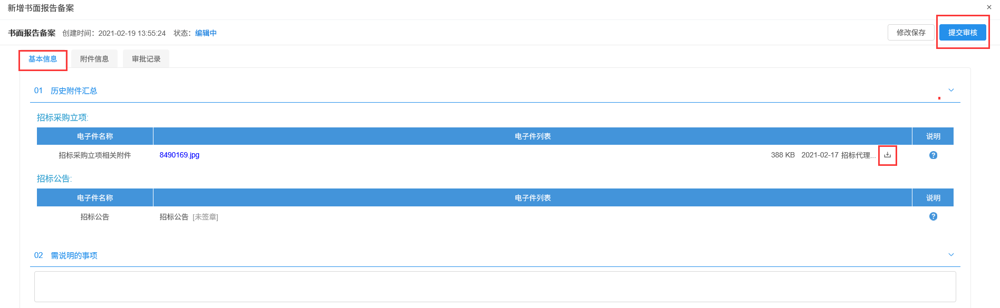 新增书面报告备案
×
书面报告备案 创建时间：2021-02-19 13:55:24 状态：编辑中 修改保存 提交审核
基本信息 附件信息 审批记录
01 历史附件汇总
招标采购立项:
电子件名称 电子件列表 说明
招标采购立项相关附件 8490169.jpg 388 KB 2021-02-17 招标代理... ?
招标公告:
电子件名称 电子件列表 说明
招标公告 招标公告 [未签章] ?
02 需说明的事项